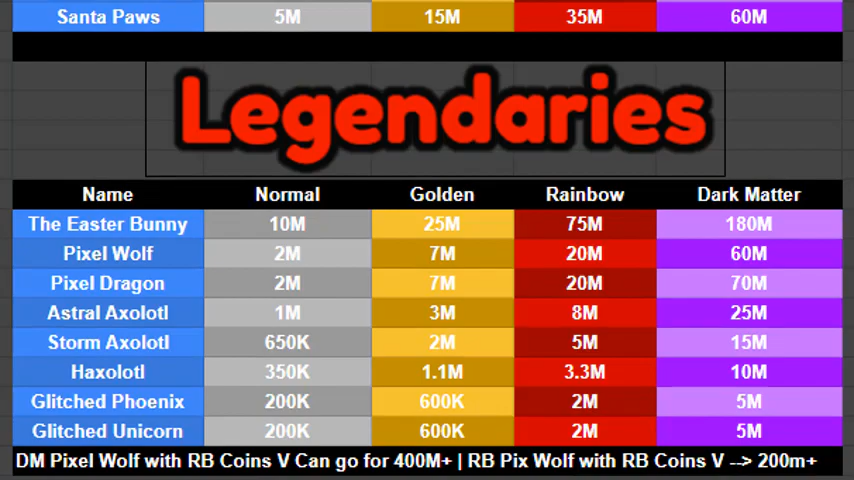 Santa Paws 5M 15M 35M 60M
Legendaries
Name Normal Golden Rainbow Dark Matter
The Easter Bunny 10M 25M 75M 180M
Pixel Wolf 2M 7M 20M 60M
Pixel Dragon 2M 7M 20M 70M
Astral Axolotl 1M 3M 8M 25M
Storm Axolotl 650K 2M 5M 15M
Haxolotl 350K 1.1M 3.3M 10M
Glitched Phoenix 200K 600K 2M 5M
Glitched Unicorn 200K 600K 2M 5M
DM Pixel Wolf with RB Coins V Can go for 400M+ | RB Pix Wolf with RB Coins V --> 200m+